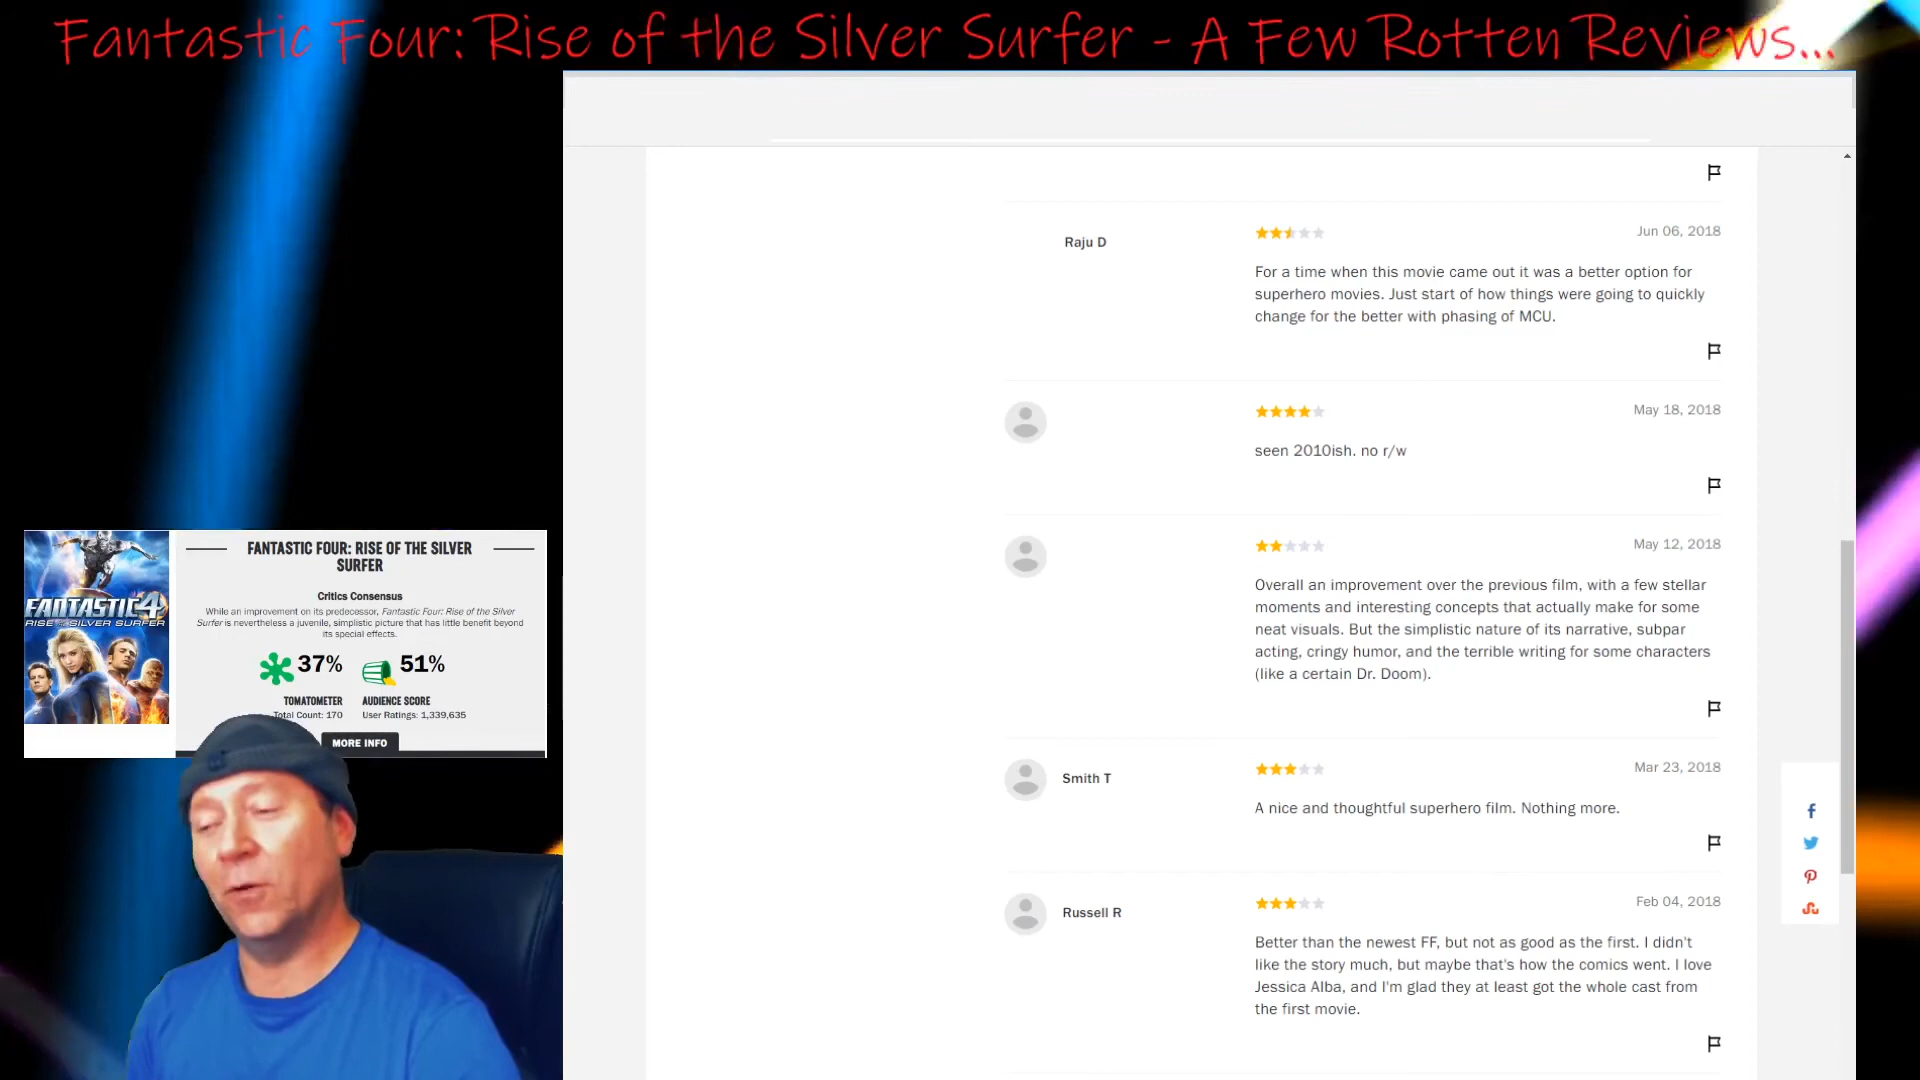 Fantastic Four: Rise of the Silver Surfer - A Few Rotten Reviews...
Raju D
Jun 06, 2018
For a time when this movie came out it was a better option for
superhero movies. Just start of how things were going to quickly
change for the better with phasing of MCU.
May 18, 2018
seen 2010ish. no r/w
May 12, 2018
Overall an improvement over the previous film, with a few stellar
moments and interesting concepts that actually make for some
neat visuals. But the simplistic nature of its narrative, subpar
acting, cringy humor, and the terrible writing for some characters
(like a certain Dr. Doom).
Smith T
Mar 23, 2018
A nice and thoughtful superhero film. Nothing more.
Russell R
Feb 04, 2018
Better than the newest FF, but not as good as the first. I didn't
like the story much, but maybe that's how the comics went. I love
Jessica Alba, and I'm glad they at least got the whole cast from
the first movie.
FANTASTIC 4
RISE OF THE SILVER SURFER
FANTASTIC FOUR: RISE OF THE SILVER
SURFER
Critics Consensus
While an improvement on its predecessor, Fantastic Four: Rise of the Silver
Surfer is nevertheless a juvenile, simplistic picture that has little benefit beyond
its special effects.
37%
51%
TOMATOMETER
AUDIENCE SCORE
Total Count: 170
User Ratings: 1,339,635
MORE INFO